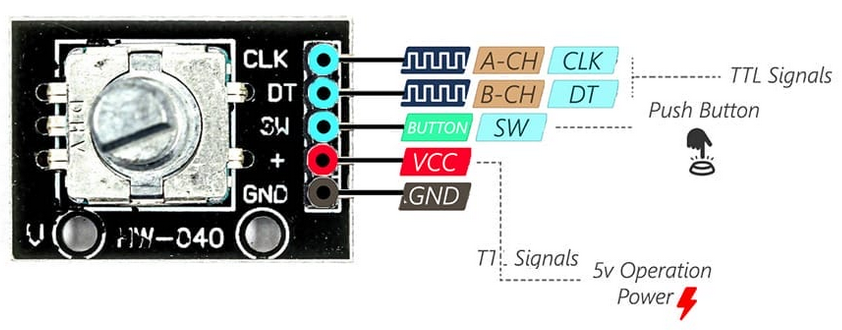 CLK A-CH CLK
DT B-CH DT
TTL Signals
SW BUTTON SW
Push Button
+ VCC
GND .GND
V HW-040
TTL Signals
5v Operation
Power